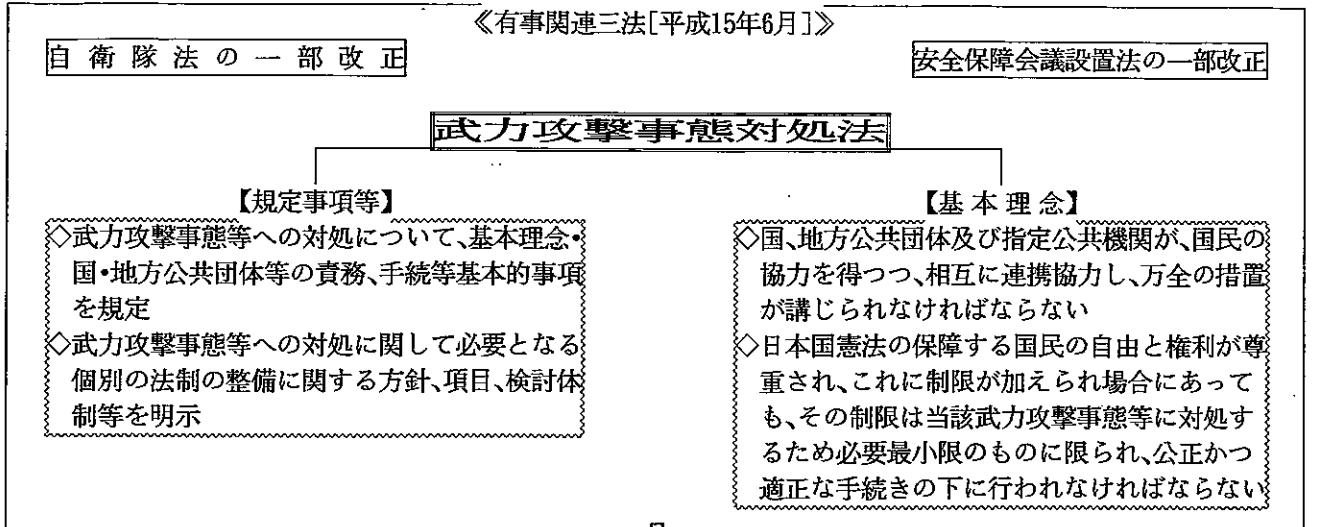 ≪有事関連三法[平成15年6月]≫
自衛隊法の一部改正
安全保障会議設置法の一部改正
武力攻撃事態対処法
【規定事項等】
◇武力攻撃事態等への対処について、基本理念・
国・地方公共団体等の責務、手続等基本的事項
を規定
◇武力攻撃事態等への対処に関して必要となる
個別の法制の整備に関する方針、項目、検討体
制等を明示
【基本理念】
◇国、地方公共団体及び指定公共機関が、国民の
協力を得つつ、相互に連携協力し、万全の措置
が講じられなければならない
◇日本国憲法の保障する国民の自由と権利が尊
重され、これに制限が加えられ場合にあって
も、その制限は当該武力攻撃事態等に対処す
るため必要最小限のものに限られ、公正かつ
適正な手続きの下に行われなければならない